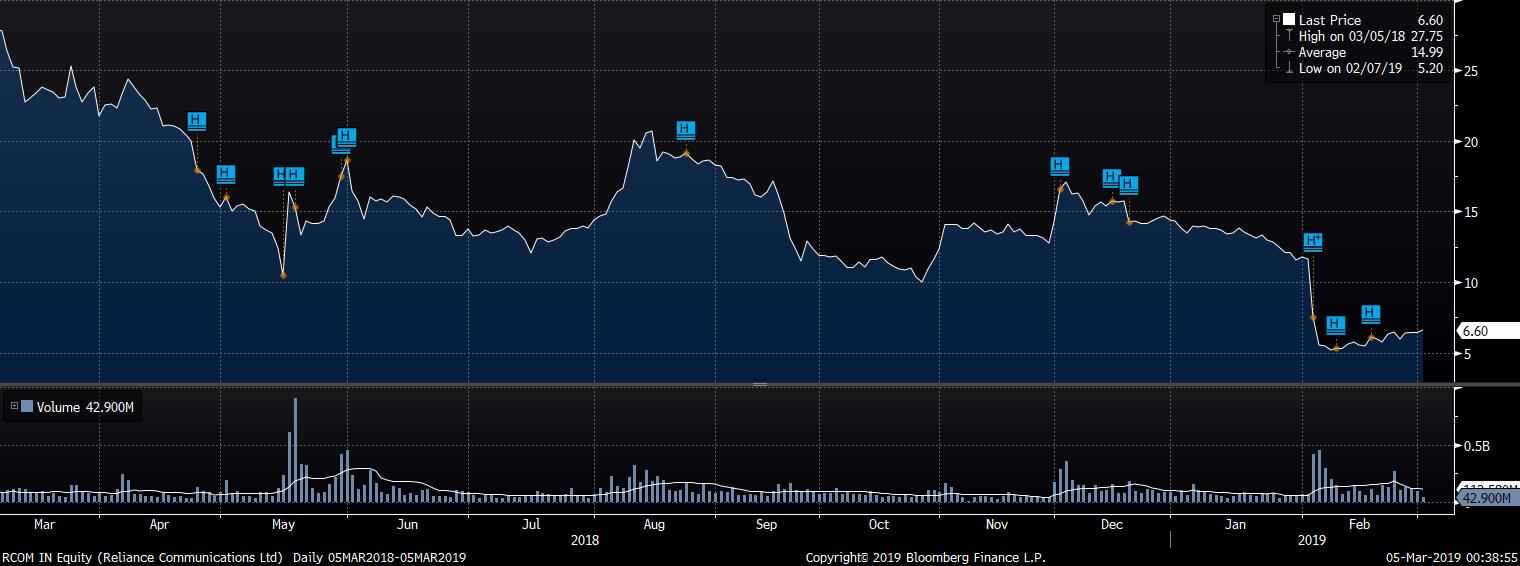 Last Price 6.60
High on 03/05/18 27.75
Average 14.99
Low on 02/07/19 5.20
25
20
15
10
6.60
5
H
H
H
H
H
H
H
H
H
H+
H
H
Volume 42.900M
0.5B
42.900M
Mar Apr May Jun Jul Aug Sep Oct Nov Dec Jan Feb
2018 2019
RCOM IN Equity (Reliance Communications Ltd) Daily 05MAR2018-05MAR2019 Copyright© 2019 Bloomberg Finance L.P. 05-Mar-2019 00:38:55